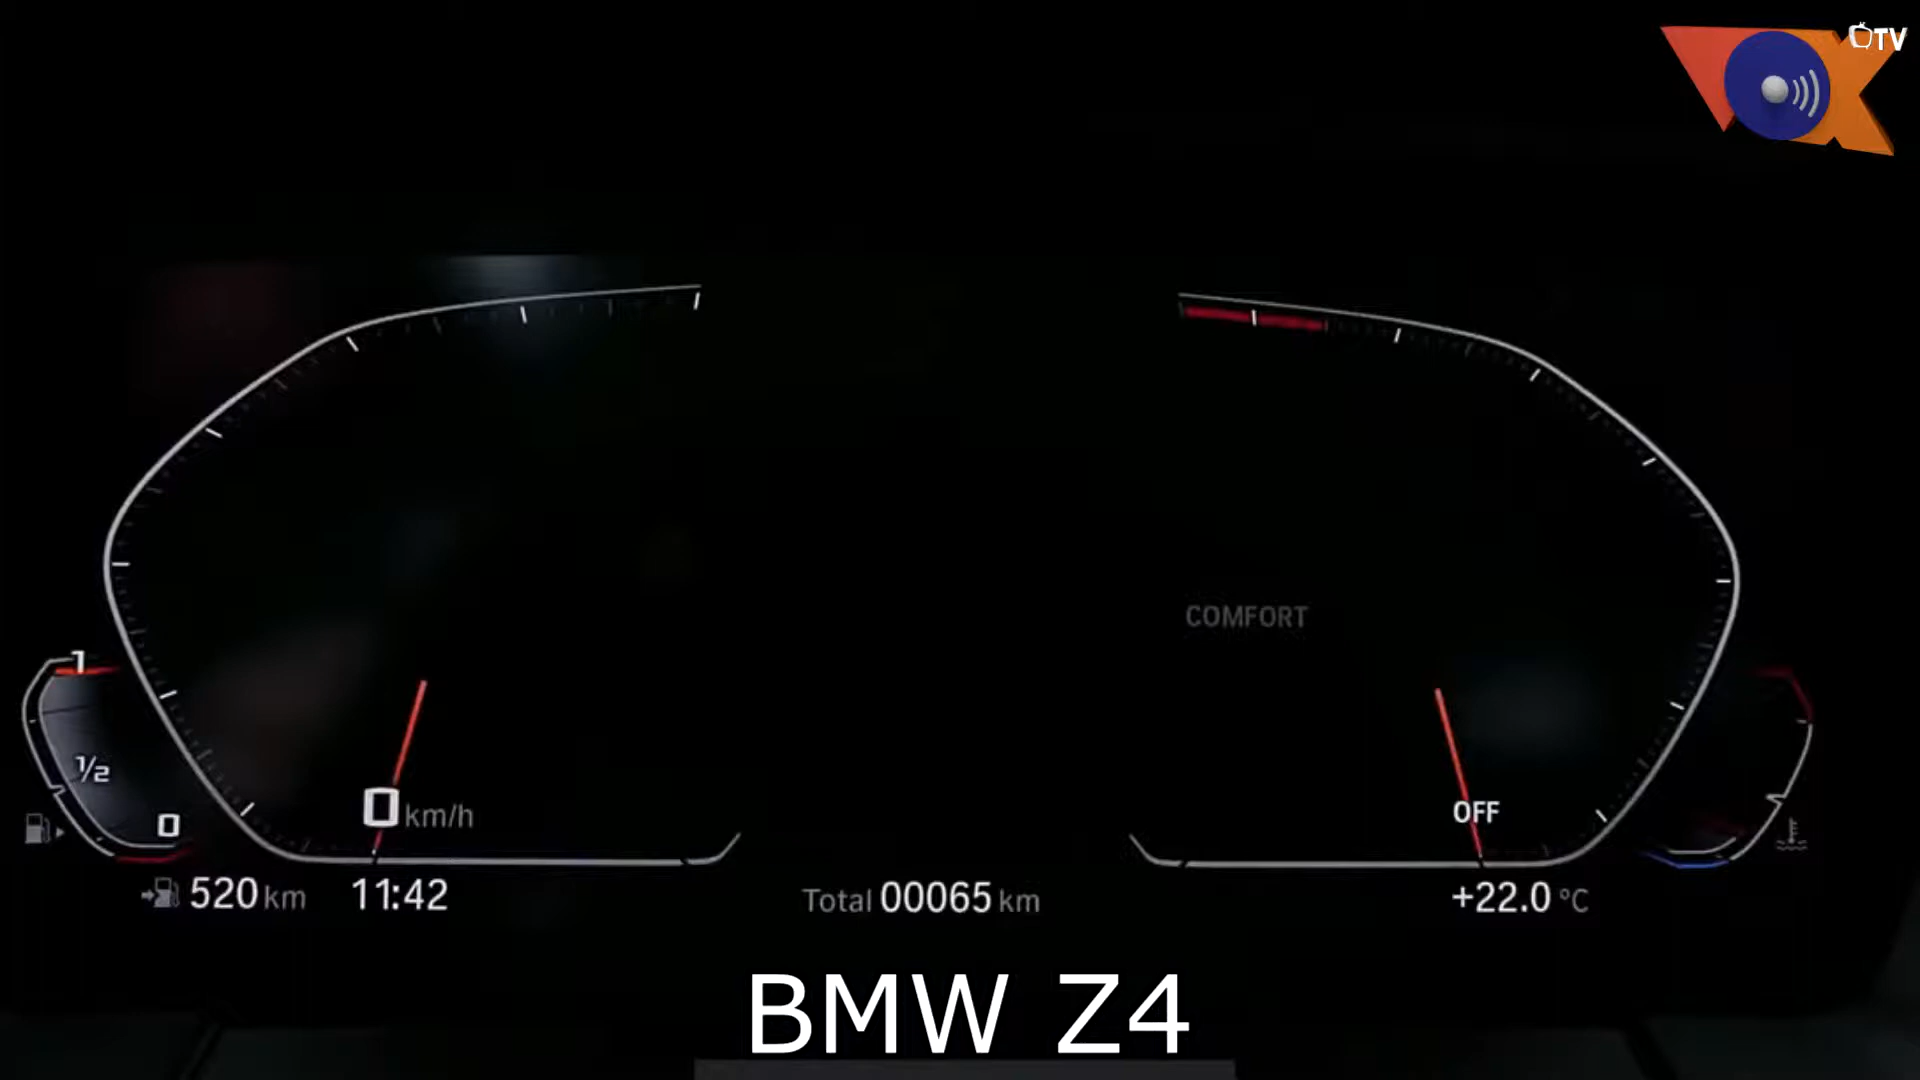 TV
COMFORT
1
1/2
0
0 km/h
OFF
520 km
11:42
Total 00065 km
+22.0 °C
BMW Z4